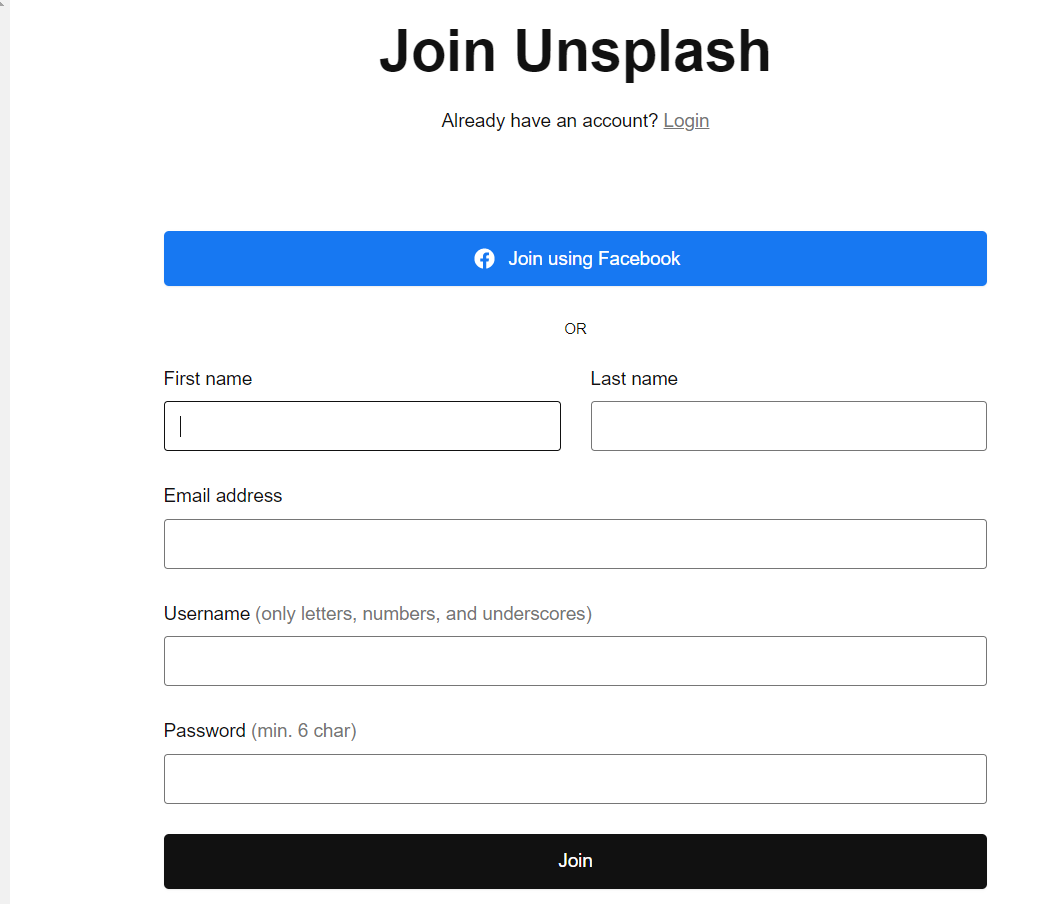 Join Unsplash
Already have an account? Login
Join using Facebook
OR
First name
Last name
Email address
Username (only letters, numbers, and underscores)
Password (min. 6 char)
Join